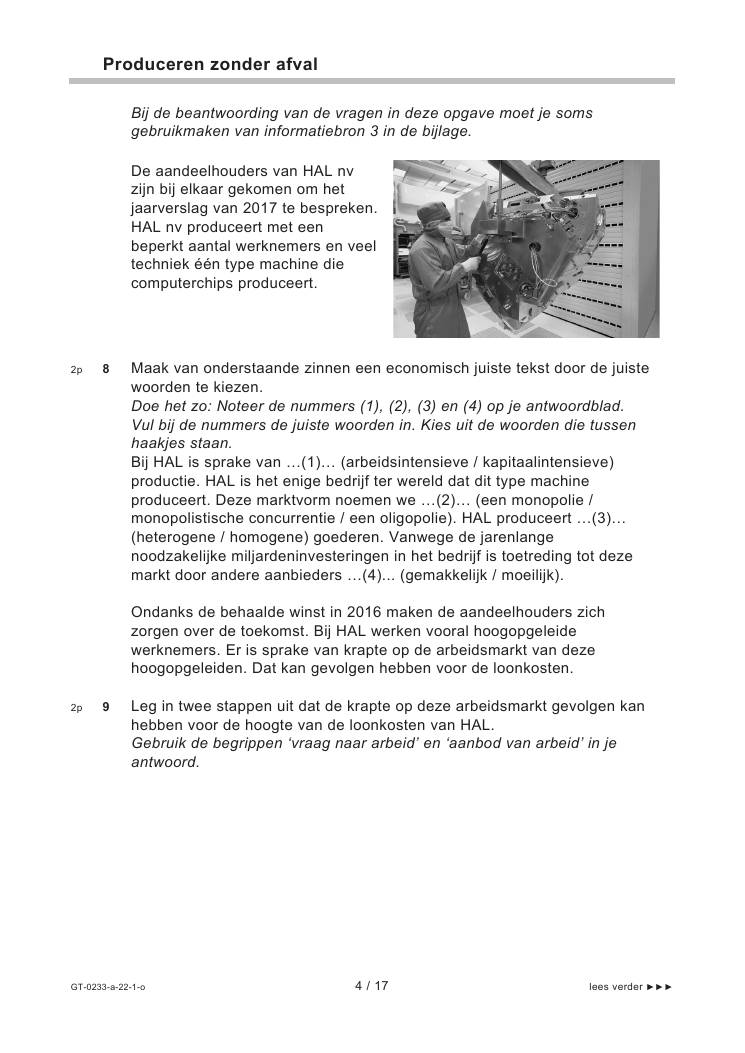 Produceren zonder afval
Bij de beantwoording van de vragen in deze opgave moet je soms
gebruikmaken van informatiebron 3 in de bijlage.
De aandeelhouders van HAL nv
zijn bij elkaar gekomen om het
jaarverslag van 2017 te bespreken.
HAL nv produceert met een
beperkt aantal werknemers en veel
techniek één type machine die
computerchips produceert.
2p 8 Maak van onderstaande zinnen een economisch juiste tekst door de juiste
woorden te kiezen.
Doe het zo: Noteer de nummers (1), (2), (3) en (4) op je antwoordblad.
Vul bij de nummers de juiste woorden in. Kies uit de woorden die tussen
haakjes staan.
Bij HAL is sprake van …(1)… (arbeidsintensieve / kapitaalintensieve)
productie. HAL is het enige bedrijf ter wereld dat dit type machine
produceert. Deze marktvorm noemen we …(2)… (een monopolie /
monopolistische concurrentie / een oligopolie). HAL produceert …(3)…
(heterogene / homogene) goederen. Vanwege de jarenlange
noodzakelijke miljardeninvesteringen in het bedrijf is toetreding tot deze
markt door andere aanbieders …(4)... (gemakkelijk / moeilijk).
Ondanks de behaalde winst in 2016 maken de aandeelhouders zich
zorgen over de toekomst. Bij HAL werken vooral hoogopgeleide
werknemers. Er is sprake van krapte op de arbeidsmarkt van deze
hoogopgeleiden. Dat kan gevolgen hebben voor de loonkosten.
2p 9 Leg in twee stappen uit dat de krapte op deze arbeidsmarkt gevolgen kan
hebben voor de hoogte van de loonkosten van HAL.
Gebruik de begrippen ‘vraag naar arbeid’ en ‘aanbod van arbeid’ in je
antwoord.
GT-0233-a-22-1-o 4 / 17 lees verder ►►►